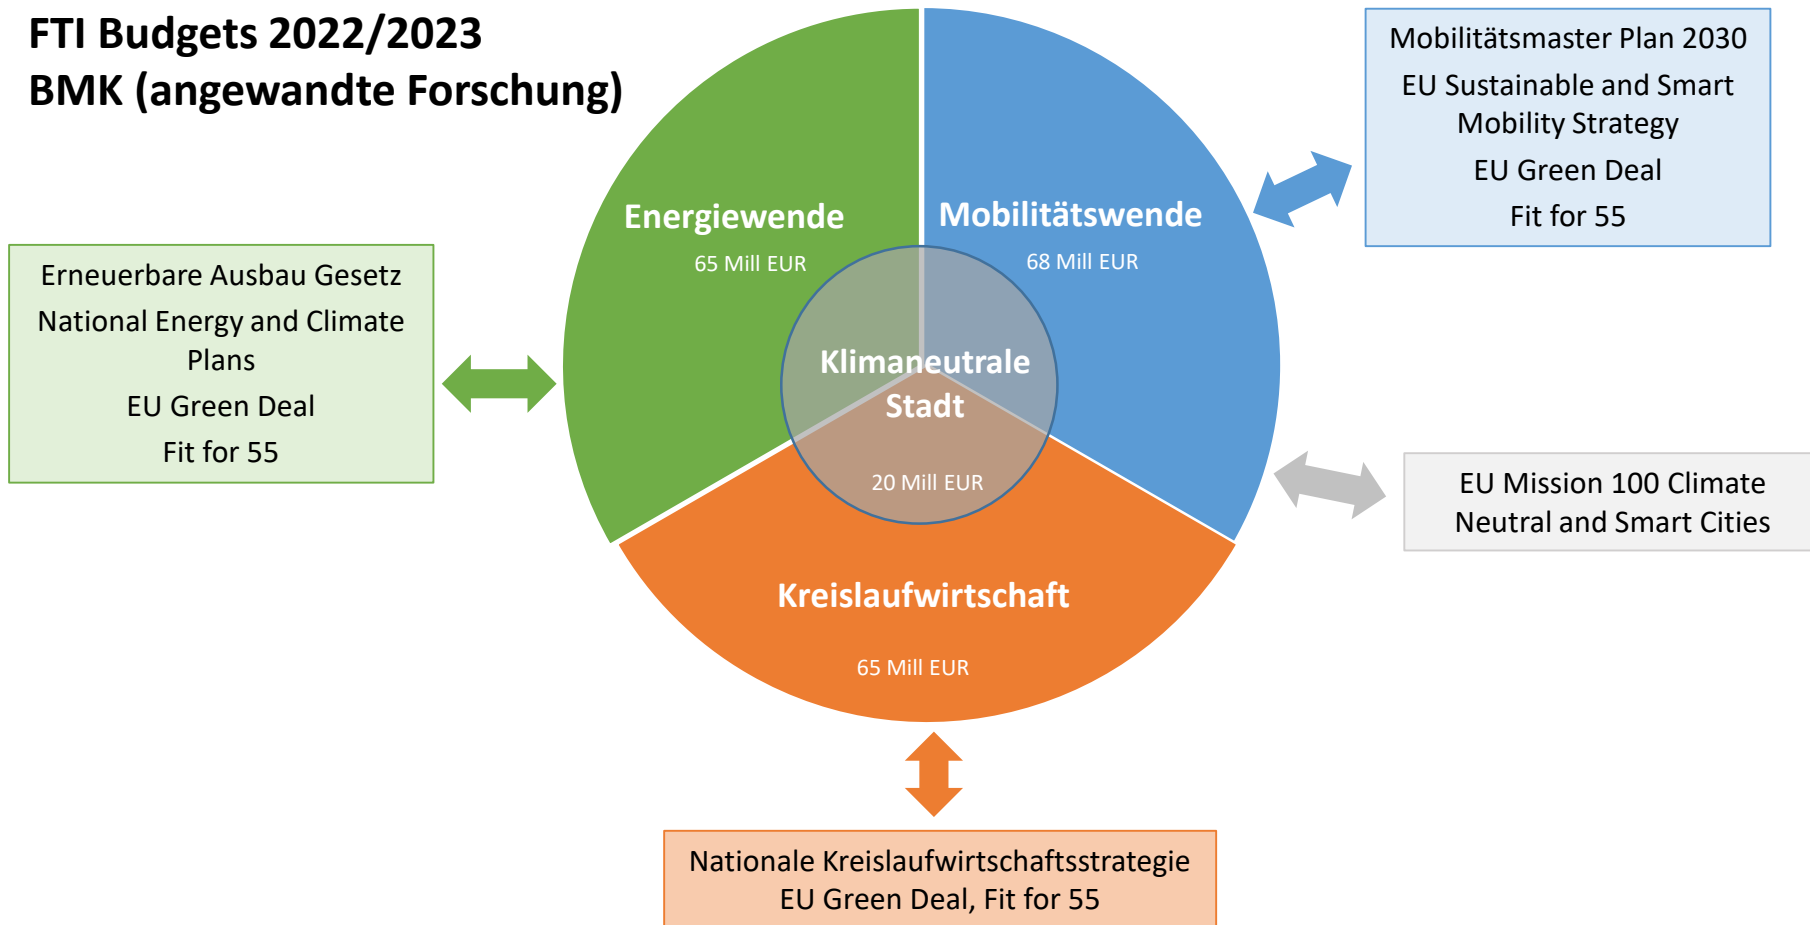 FTI Budgets 2022/2023
BMK (angewandte Forschung)
Mobilitätsmaster Plan 2030
EU Sustainable and Smart
Mobility Strategy
EU Green Deal
Fit for 55
Energiewende
65 Mill EUR
Mobilitätswende
68 Mill EUR
Erneuerbare Ausbau Gesetz
National Energy and Climate
Plans
EU Green Deal
Fit for 55
Klimaneutrale
Stadt
20 Mill EUR
EU Mission 100 Climate
Neutral and Smart Cities
Kreislaufwirtschaft
65 Mill EUR
Nationale Kreislaufwirtschaftsstrategie
EU Green Deal, Fit for 55